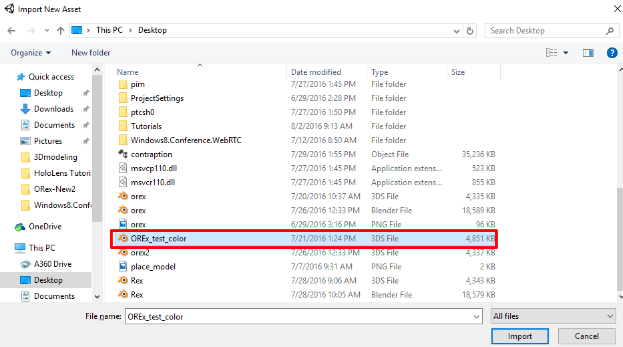 Import New Asset
This PC > Desktop
Search Desktop
Organize New folder
Name Date modified Type Size
Quick access
Desktop
Downloads
Documents
Pictures
3Dmodeling
HoloLens Tutori
ORex-New2
Windows8.Confe
OneDrive
This PC
A360 Drive
Desktop
Documents
pim 7/27/2016 1:45 PM File folder
ProjectSettings 6/29/2016 2:28 PM File folder
ptcsh0 7/27/2016 1:50 PM File folder
Tutorials 8/2/2016 9:13 AM File folder
Windows8.Conference.WebRTC 7/12/2016 8:50 AM File folder
contraption 7/29/2016 1:55 PM Object File 35,236 KB
msvcp110.dll 7/27/2016 1:45 PM Application extens... 523 KB
msvcr110.dll 7/27/2016 1:45 PM Application extens... 855 KB
orex 7/20/2016 10:37 AM 3DS File 4,335 KB
orex 7/26/2016 12:33 PM Blender File 18,589 KB
orex 6/29/2016 3:16 PM PNG File 96 KB
OREx_test_color 7/21/2016 1:24 PM 3DS File 4,851 KB
orex2 7/26/2016 12:33 PM 3DS File 4,337 KB
place_model 7/7/2016 9:31 AM PNG File 2 KB
Rex 7/28/2016 9:06 AM 3DS File 4,343 KB
Rex 7/28/2016 10:05 AM Blender File 18,579 KB
File name: OREx_test_color All files
Import Cancel